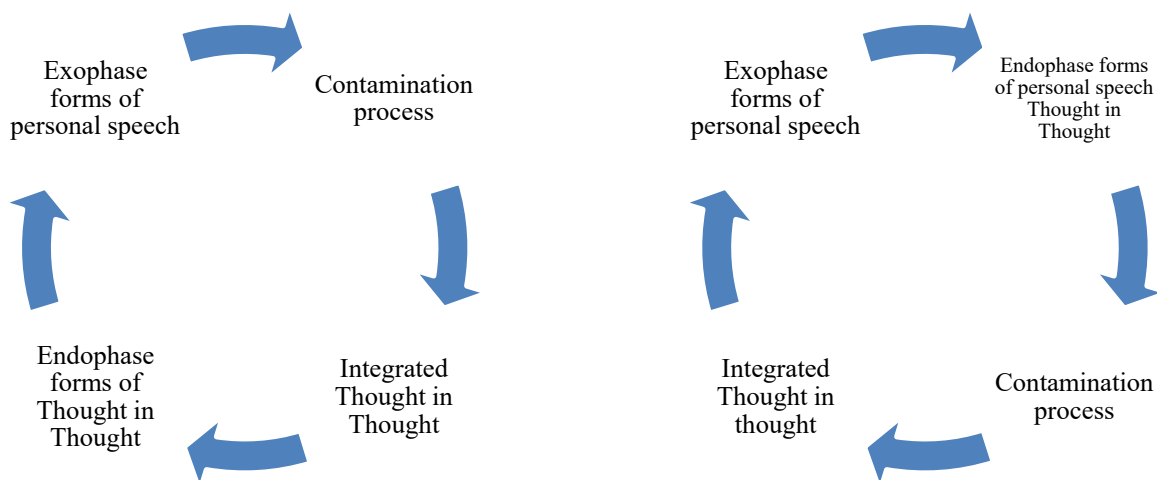 Exophase
forms of
personal speech
Contamination
process
Integrated
Thought in
Thought
Endophase
forms of
Thought in
Thought
Exophase
forms of
personal speech
Endophase forms
of personal speech
Thought in
Thought
Contamination
process
Integrated
Thought in
thought